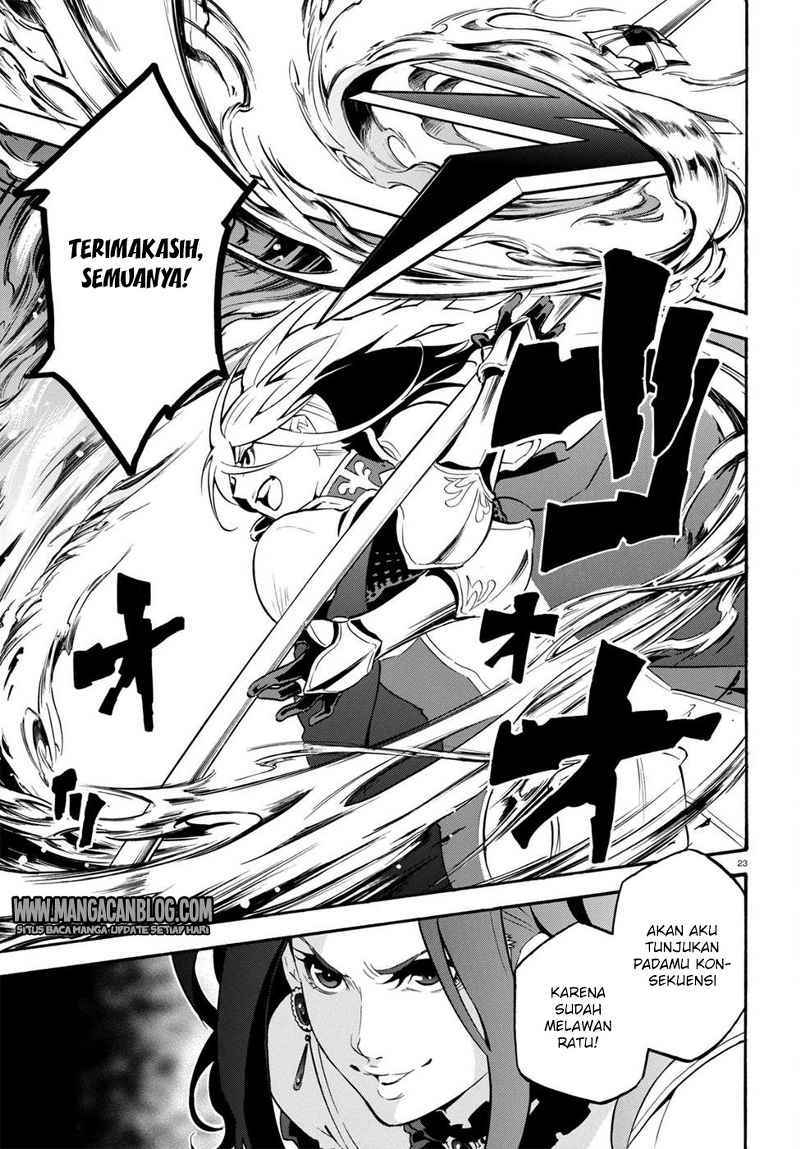 TERIMAKASIH,
SEMUANYA!
ゴオオオッ
23
AKAN AKU
TUNJUKAN
PADAMU KON-
SEKUENSI
KARENA
SUDAH
MELAWAN
RATU!
WWW.MANGACANBLOG.COM
SITUS BACA MANGA UPDATE SETIAP HARI